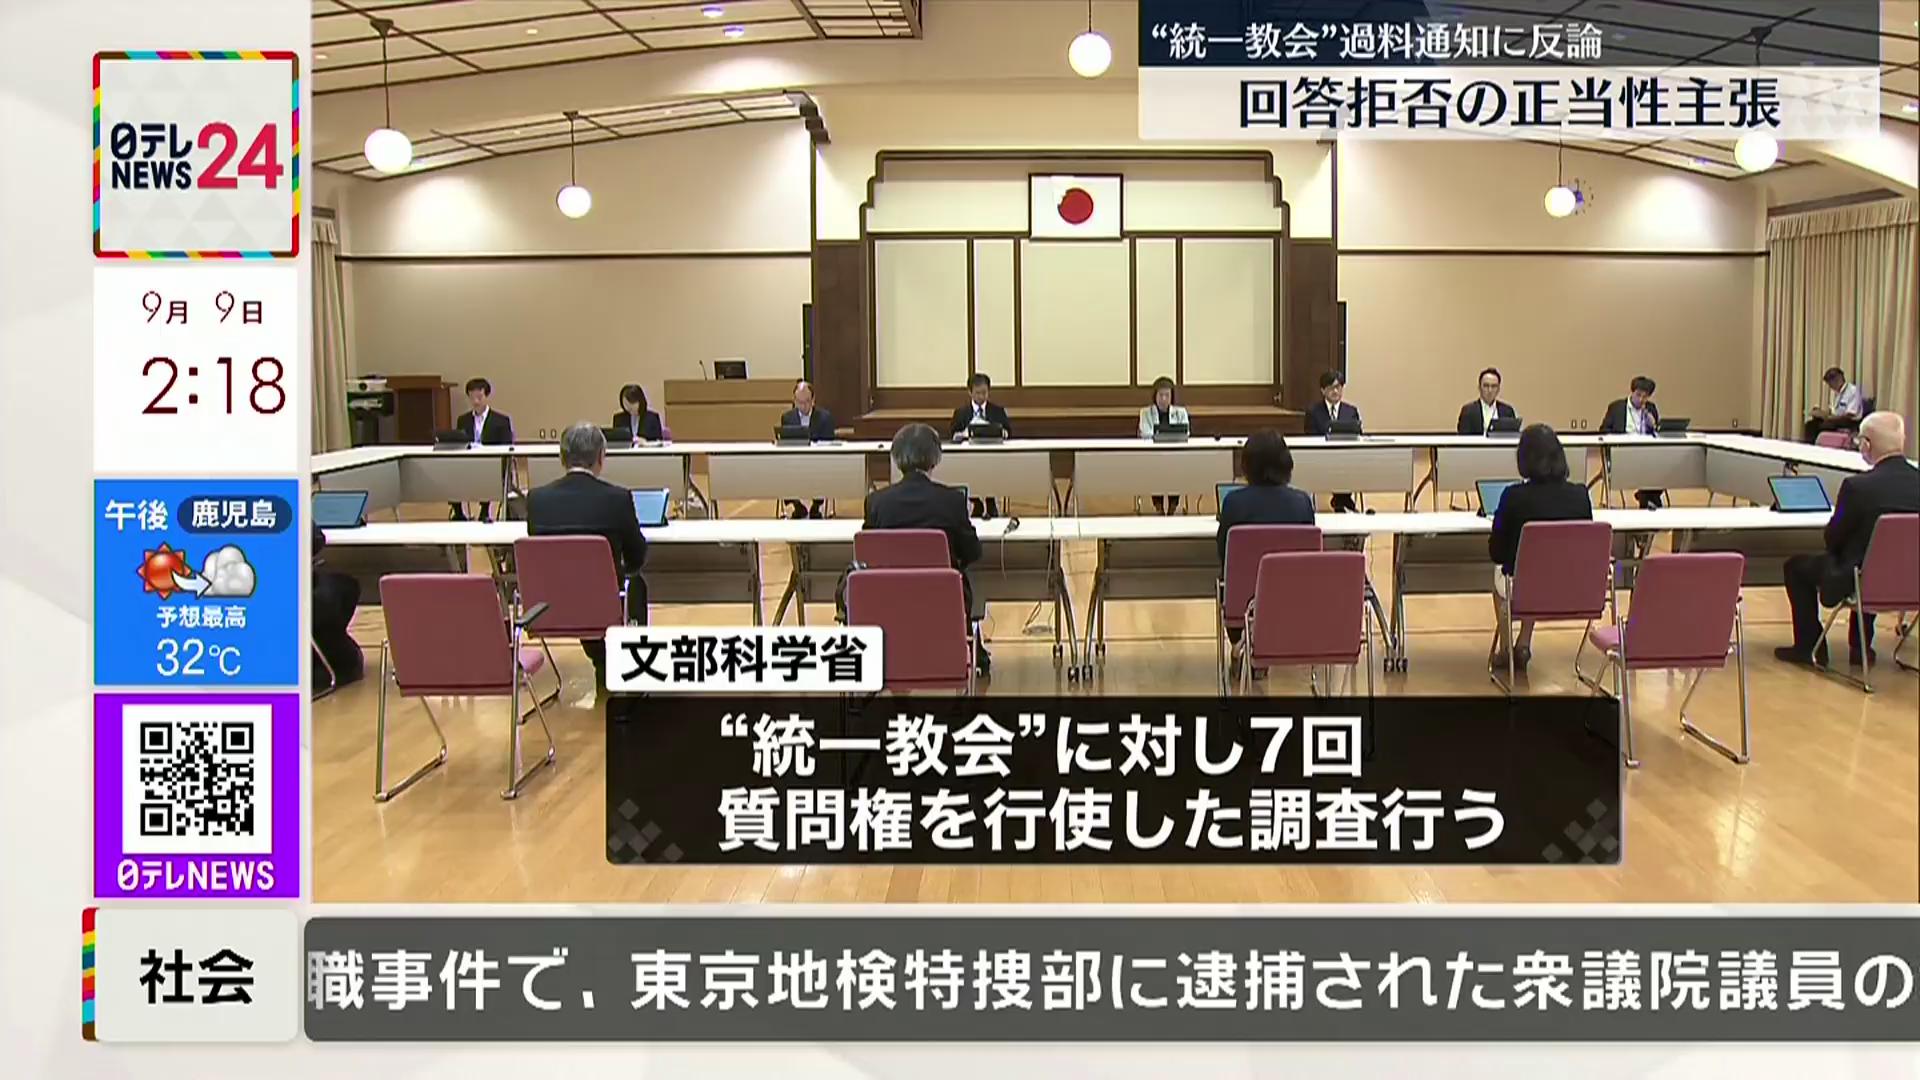 “統一教会”過料通知に反論
回答拒否の正当性主張
日テレ
NEWS24
9月 9日
2:18
午後 鹿児島
予想最高
32℃
日テレNEWS
文部科学省
“統一教会”に対し7回
質問権を行使した調査行う
社会
職事件で、東京地検特捜部に逮捕された衆議院議員の